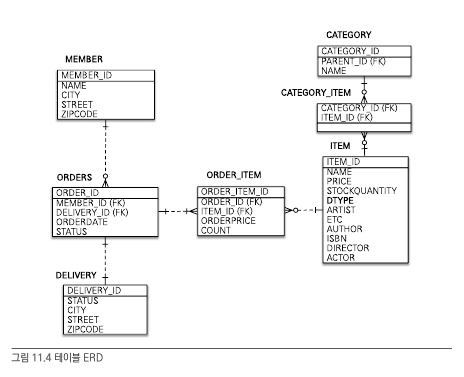 CATEGORY
CATEGORY_ID
PARENT_ID (FK)
NAME
MEMBER
MEMBER_ID
NAME
CITY
STREET
ZIPCODE
CATEGORY_ITEM
CATEGORY_ID (FK)
ITEM_ID (FK)
ITEM
ITEM_ID
NAME
PRICE
STOCKQUANTITY
DTYPE
ARTIST
ETC
AUTHOR
ISBN
DIRECTOR
ACTOR
ORDERS
ORDER_ID
MEMBER_ID (FK)
DELIVERY_ID (FK)
ORDERDATE
STATUS
ORDER_ITEM
ORDER_ITEM_ID
ORDER_ID (FK)
ITEM_ID (FK)
ORDERPRICE
COUNT
DELIVERY
DELIVERY_ID
STATUS
CITY
STREET
ZIPCODE
그림 11.4 테이블 ERD